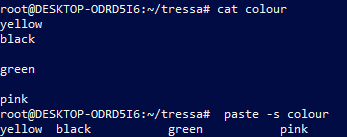 root@DESKTOP-ODRD5I6:~/tressa# cat colour
yellow
black

green

pink
root@DESKTOP-ODRD5I6:~/tressa#  paste -s colour
yellow  black           green           pink